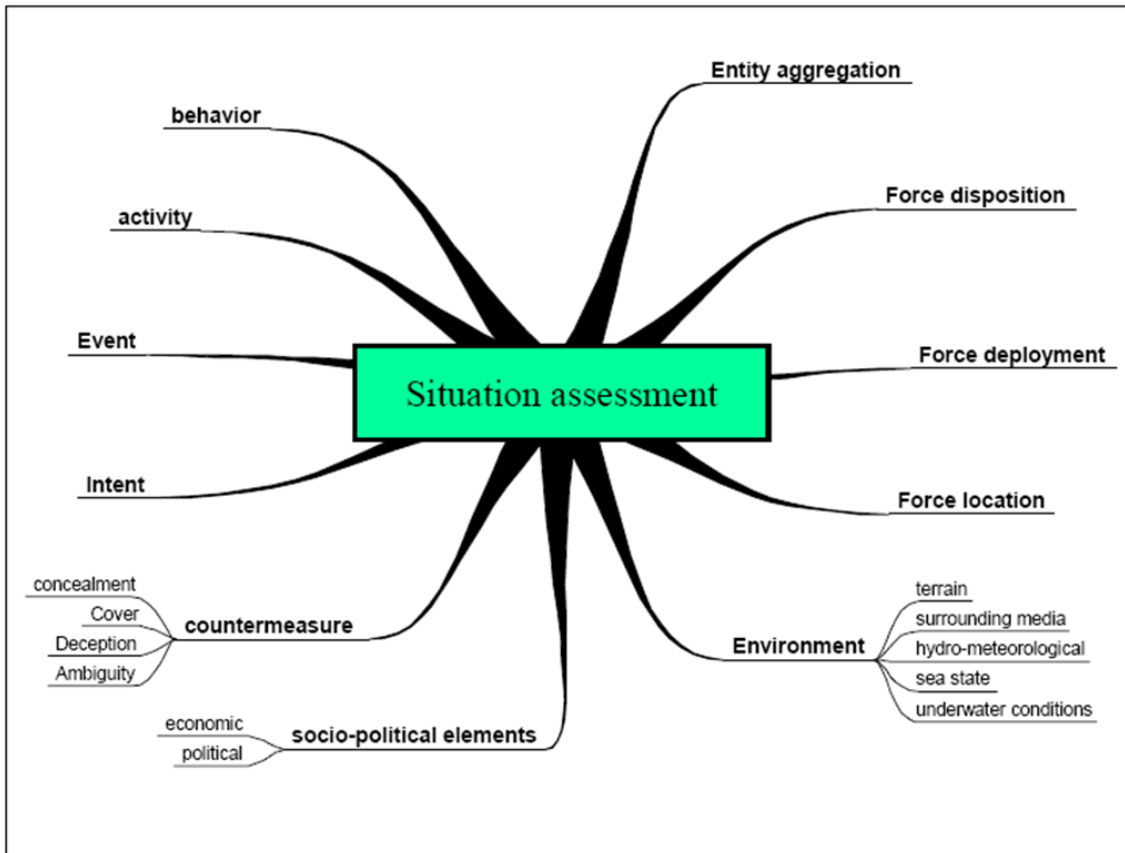 Entity aggregation
behavior
Force disposition
activity
Event
Force deployment
Situation assessment
Intent
Force location
concealment
Cover
Deception
Ambiguity
countermeasure
terrain
surrounding media
hydro-meteorological
sea state
underwater conditions
Environment
economic
political
socio-political elements